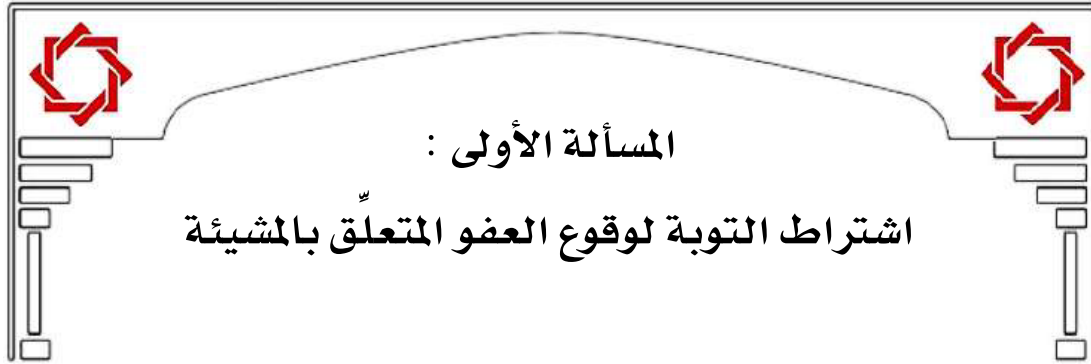 المسألة الأولى :
اشتراط التوبة لوقوع العفو المتعلِّق بالمشيئة